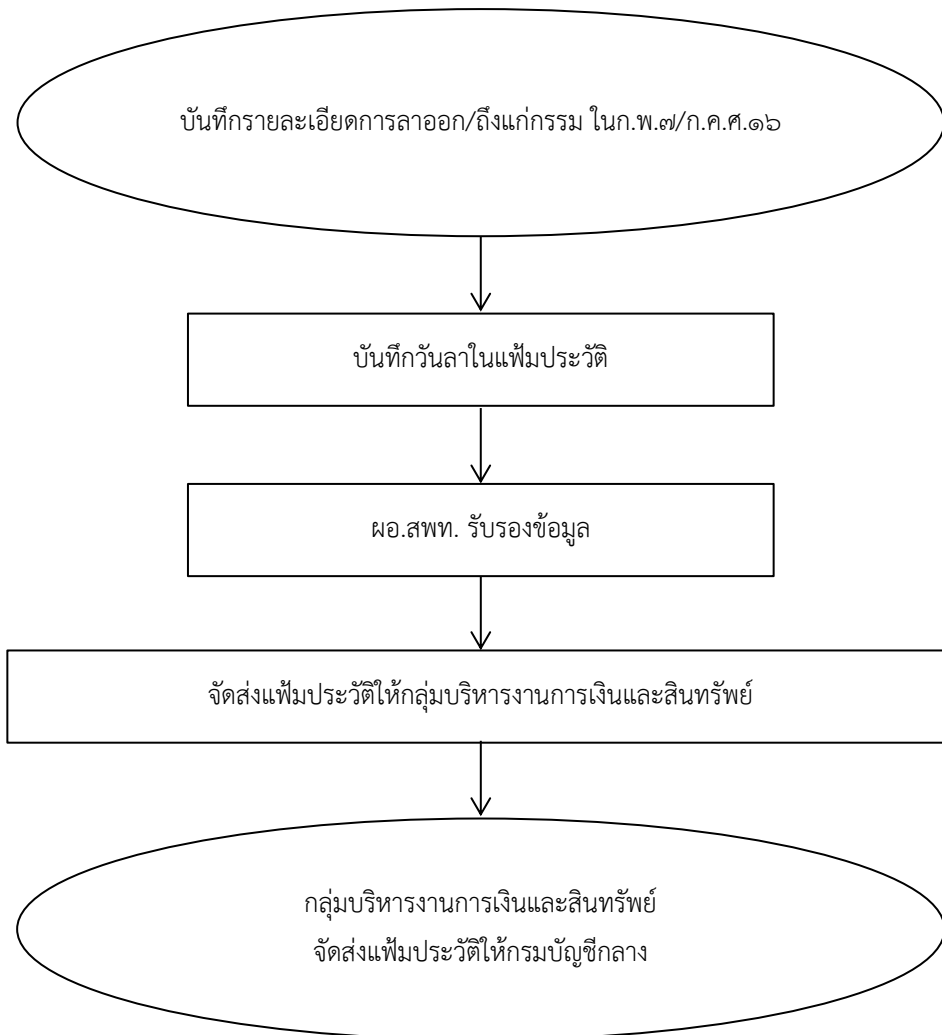 บันทึกรายละเอียดการลาออก/ถึงแก่กรรม ในก.พ.๗/ก.ค.ศ.๑๖
บันทึกวันลาในแฟ้มประวัติ
ผอ.สพท. รับรองข้อมูล
จัดส่งแฟ้มประวัติให้กลุ่มบริหารงานการเงินและสินทรัพย์
กลุ่มบริหารงานการเงินและสินทรัพย์
จัดส่งแฟ้มประวัติให้กรมบัญชีกลาง